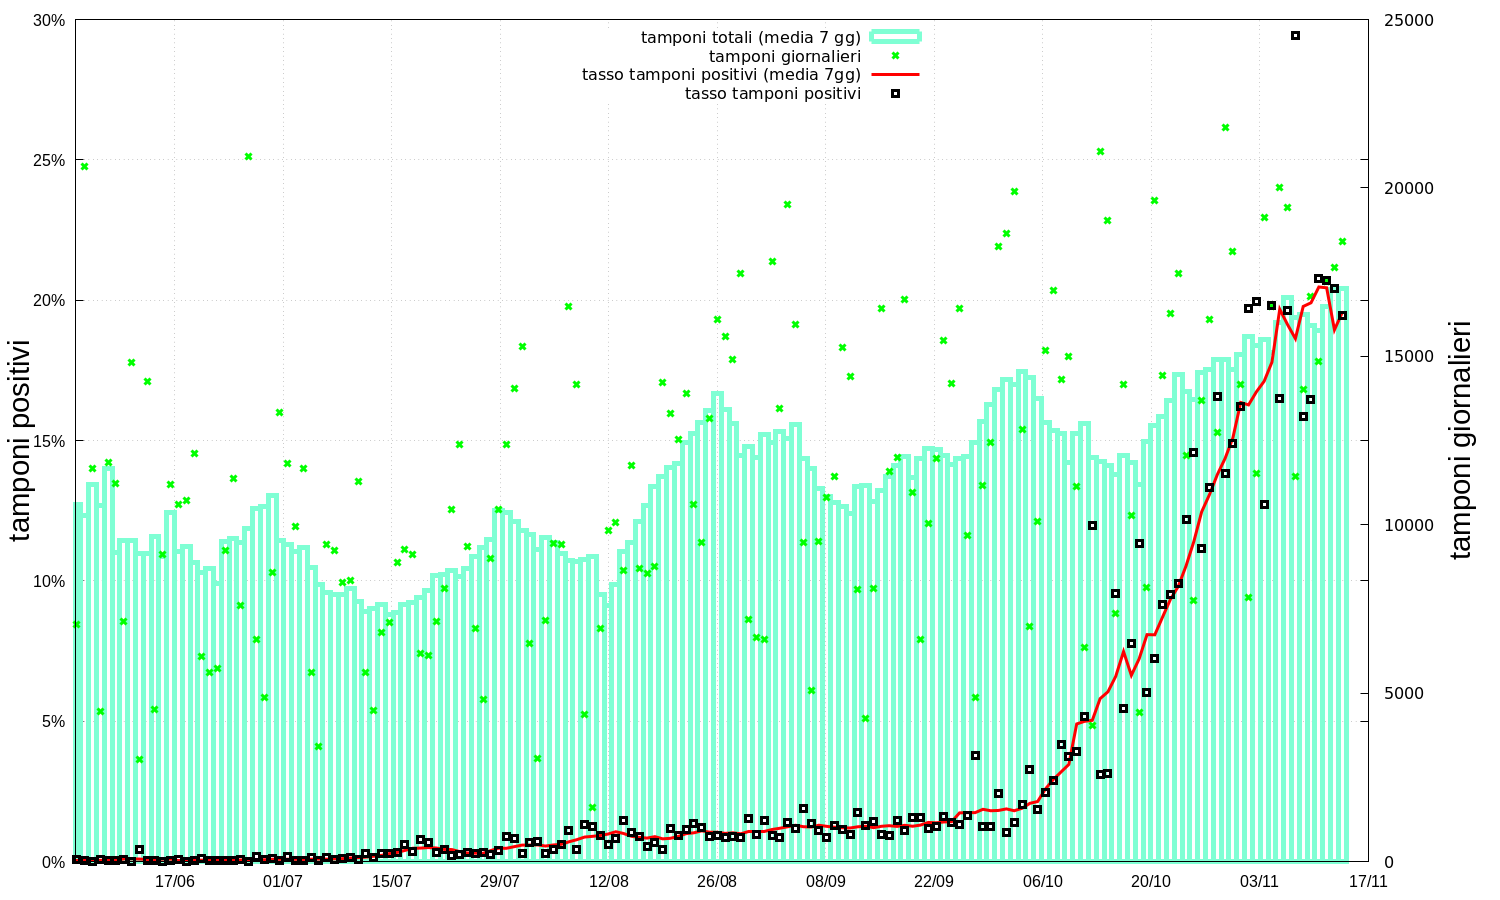 tamponi totali (media 7 gg)
tamponi giornalieri
tasso tamponi positivi (media 7gg)
tasso tamponi positivi
30%
25%
20%
15%
10%
5%
0%
tamponi positivi
25000
20000
15000
10000
5000
0
tamponi giornalieri
17/06 01/07 15/07 29/07 12/08 26/08 08/09 22/09 06/10 20/10 03/11 17/11